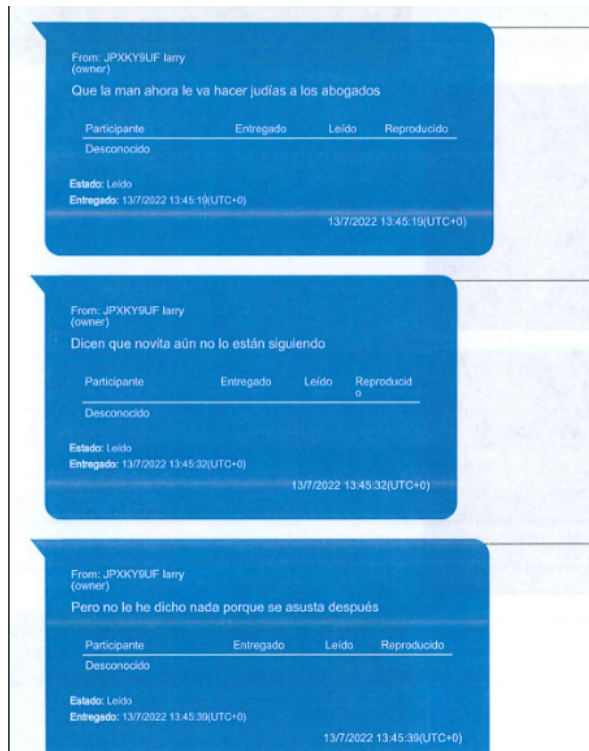 From: JPXKY9UF larry
(owner)
Que la man ahora le va hacer judías a los abogados
Participante Entregado Leído Reproducido
Desconocido
Estado: Leído
Entregado: 13/7/2022 13:45:19(UTC+0)
13/7/2022 13:45:19(UTC+0)
From: JPXKY9UF larry
(owner)
Dicen que novita aún no lo están siguiendo
Participante Entregado Leído Reproducid
o
Desconocido
Estado: Leído
Entregado: 13/7/2022 13:45:32(UTC+0)
13/7/2022 13:45:32(UTC+0)
From: JPXKY9UF larry
(owner)
Pero no le he dicho nada porque se asusta después
Participante Entregado Leído Reproducido
Desconocido
Estado: Leído
Entregado: 13/7/2022 13:45:39(UTC+0)
13/7/2022 13:45:39(UTC+0)